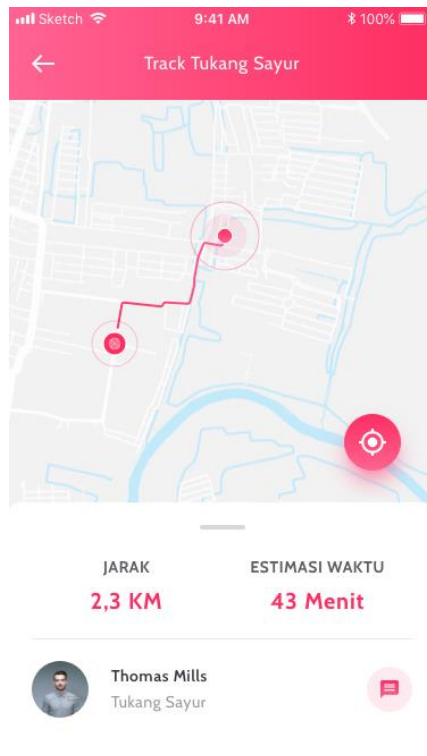 Sketch 9:41 AM 100%
Track Tukang Sayur
JARAK ESTIMASI WAKTU
2,3 KM 43 Menit
Thomas Mills
Tukang Sayur